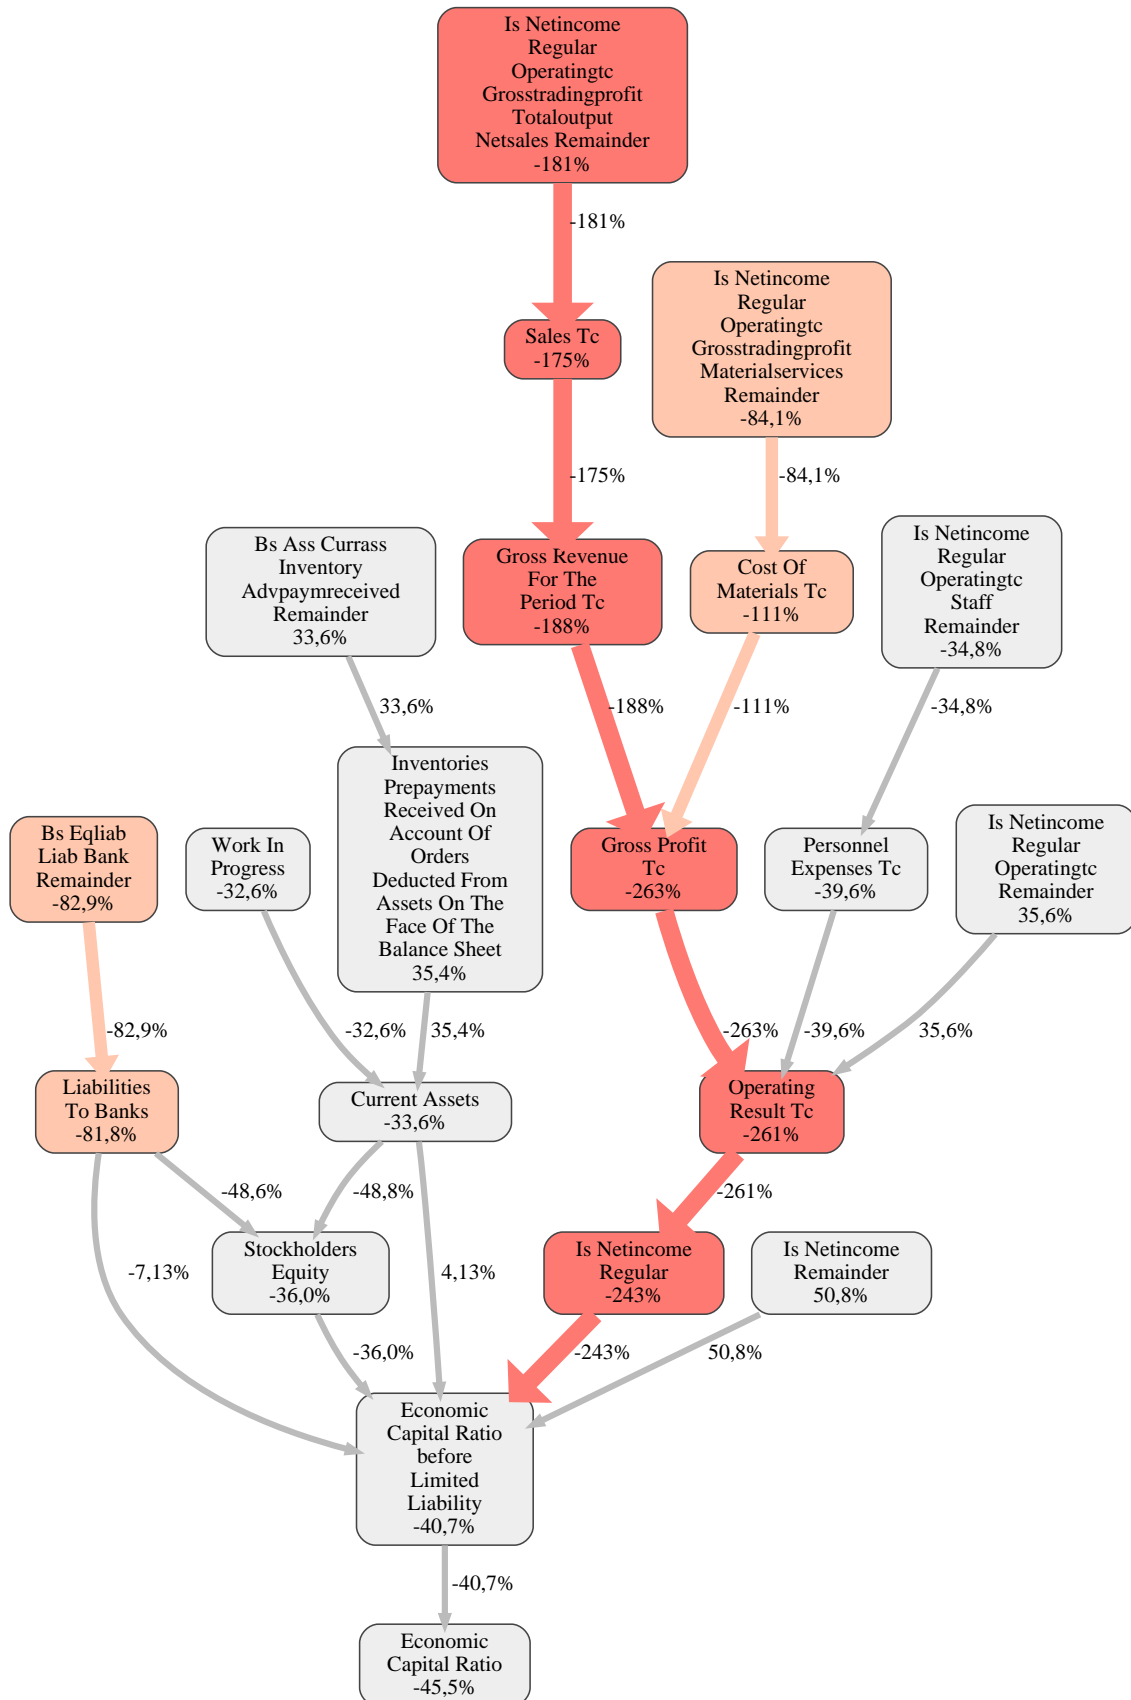 Is Netincome
Regular
Operatingtc
Grosstradingprofit
Totaloutput
Netsales Remainder
-181%
-181%
Sales Tc
-175%
Is Netincome
Regular
Operatingtc
Grosstradingprofit
Materialservices
Remainder
-84,1%
-175%
-84,1%
Bs Ass Currass
Inventory
Advpaymreceived
Remainder
33,6%
Gross Revenue
For The
Period Tc
-188%
Cost Of
Materials Tc
-111%
Is Netincome
Regular
Operatingtc
Staff
Remainder
-34,8%
33,6%
-188%
-111%
-34,8%
Bs Eqliab
Liab Bank
Remainder
-82,9%
Work In
Progress
-32,6%
Inventories
Prepayments
Received On
Account Of
Orders
Deducted From
Assets On The
Face Of The
Balance Sheet
35,4%
Gross Profit
Tc
-263%
Personnel
Expenses Tc
-39,6%
Is Netincome
Regular
Operatingtc
Remainder
35,6%
-82,9%
-32,6%
35,4%
-263%
-39,6%
35,6%
Liabilities
To Banks
-81,8%
Current Assets
-33,6%
Operating
Result Tc
-261%
-48,6%
-48,8%
-261%
-7,13%
Stockholders
Equity
-36,0%
4,13%
Is Netincome
Regular
-243%
Is Netincome
Remainder
50,8%
-36,0%
-243%
50,8%
Economic
Capital Ratio
before
Limited
Liability
-40,7%
-40,7%
Economic
Capital Ratio
-45,5%